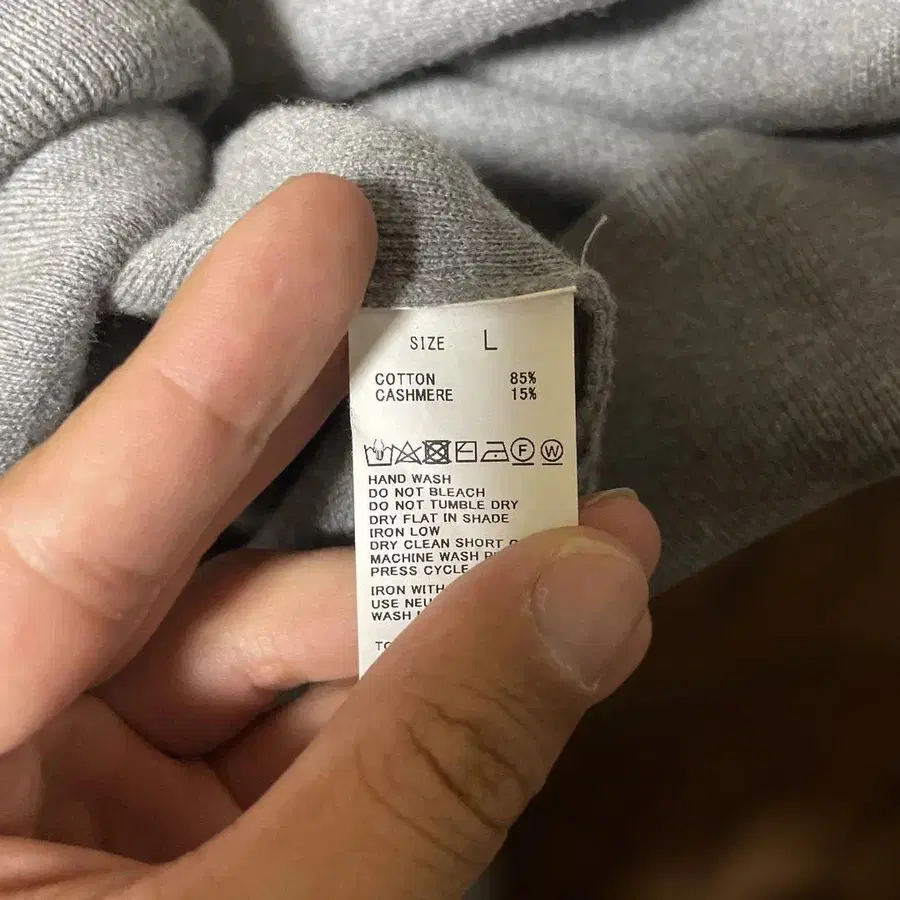 SIZE L
COTTON 85%
CASHMERE 15%
F W
HAND WASH
DO NOT BLEACH
DO NOT TUMBLE DRY
DRY FLAT IN SHADE
IRON LOW
DRY CLEAN SHORT
MACHINE WASH
PRESS CYCLE
IRON WITH
USE
WASH